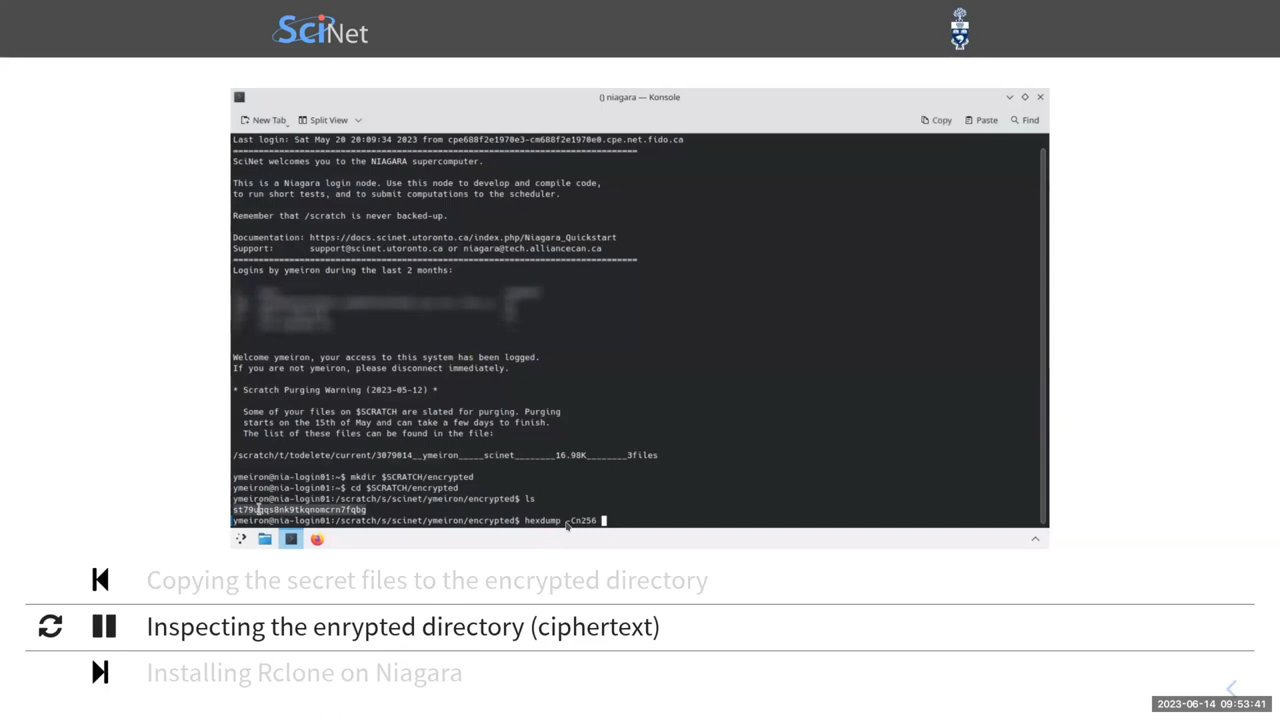 SciNet
() niagara — Konsole
New Tab Split View Copy Paste Find
Last login: Sat May 20 20:09:34 2023 from cpe688f2e1970e3-cm688f2e1970e0.cpe.net.fido.ca
===============================================================================
SciNet welcomes you to the NIAGARA supercomputer.
This is a Niagara login node. Use this node to develop and compile code,
to run short tests, and to submit computations to the scheduler.
Remember that /scratch is never backed-up.
Documentation: https://docs.scinet.utoronto.ca/index.php/Niagara_Quickstart
Support: support@scinet.utoronto.ca or niagara@tech.alliancecan.ca
===============================================================================
Logins by ymeiron during the last 2 months:
Welcome ymeiron, your access to this system has been logged.
If you are not ymeiron, please disconnect immediately.
* Scratch Purging Warning (2023-05-12) *
Some of your files on $SCRATCH are slated for purging. Purging
starts on the 15th of May and can take a few days to finish.
The list of these files can be found in the file:
/scratch/t/todelete/current/3079014__ymeiron_____scinet________16.98K________3files
ymeiron@nia-login01:~$ mkdir $SCRATCH/encrypted
ymeiron@nia-login01:~$ cd $SCRATCH/encrypted
ymeiron@nia-login01:/scratch/s/scinet/ymeiron/encrypted$ ls
ymeiron@nia-login01:/scratch/s/scinet/ymeiron/encrypted$ hexdump -Cn256
Copying the secret files to the encrypted directory
Inspecting the enrypted directory (ciphertext)
Installing Rclone on Niagara
2023-06-14 09:53:41